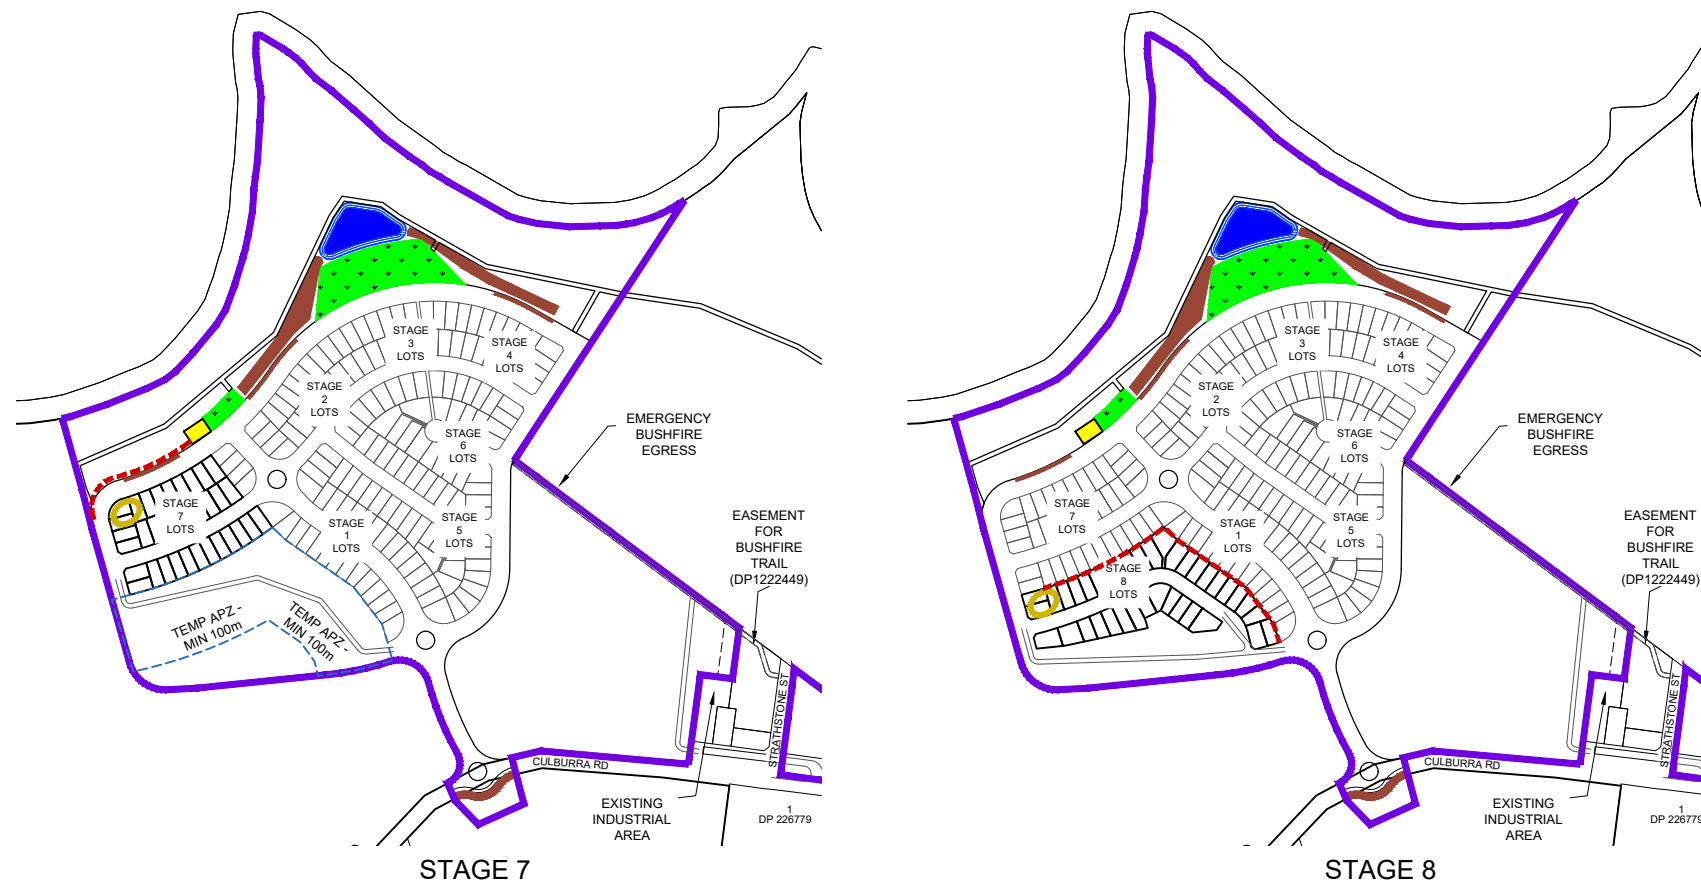 STAGE
3
LOTS
STAGE
4
LOTS
STAGE
2
LOTS
STAGE
6
LOTS
STAGE
7
LOTS
STAGE
1
LOTS
STAGE
5
LOTS
TEMP APZ -
MIN 100m
TEMP APZ -
MIN 100m
EMERGENCY
BUSHFIRE
EGRESS
EASEMENT
FOR
BUSHFIRE
TRAIL
(DP1222449)
STRATHSTONE ST
CULBURRA RD
EXISTING
INDUSTRIAL
AREA
1
DP 226779
STAGE 7
STAGE
3
LOTS
STAGE
4
LOTS
STAGE
2
LOTS
STAGE
6
LOTS
STAGE
7
LOTS
STAGE
1
LOTS
STAGE
5
LOTS
STAGE
8
LOTS
EMERGENCY
BUSHFIRE
EGRESS
EASEMENT
FOR
BUSHFIRE
TRAIL
(DP1222449)
STRATHSTONE ST
CULBURRA RD
EXISTING
INDUSTRIAL
AREA
1
DP 226779
STAGE 8